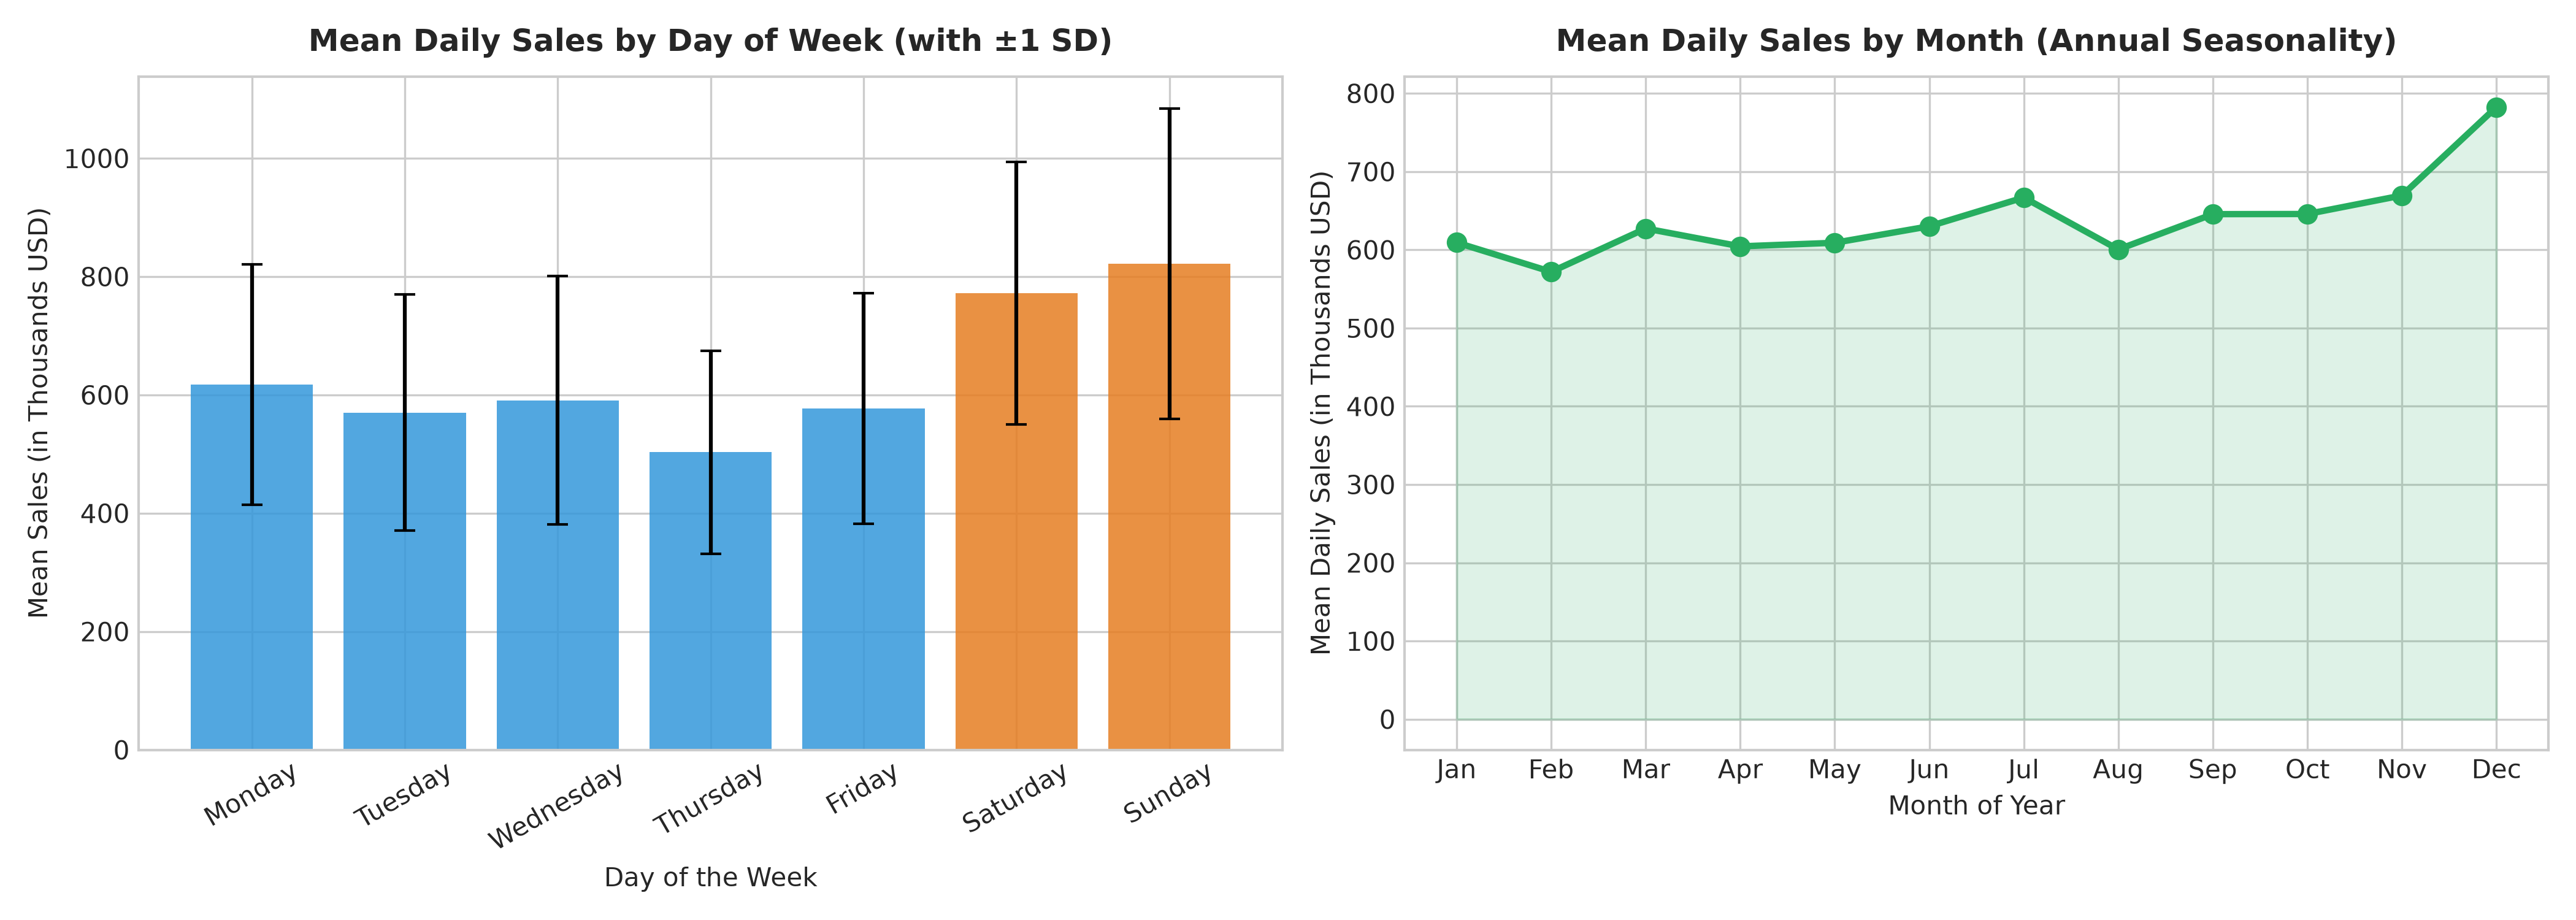 Mean Daily Sales by Day of Week (with ±1 SD)
Mean Sales (in Thousands USD)
1000
800
600
400
200
0
Monday
Tuesday
Wednesday
Thursday
Friday
Saturday
Sunday
Day of the Week
Mean Daily Sales by Month (Annual Seasonality)
Mean Daily Sales (in Thousands USD)
800
700
600
500
400
300
200
100
0
Jan
Feb
Mar
Apr
May
Jun
Jul
Aug
Sep
Oct
Nov
Dec
Month of Year